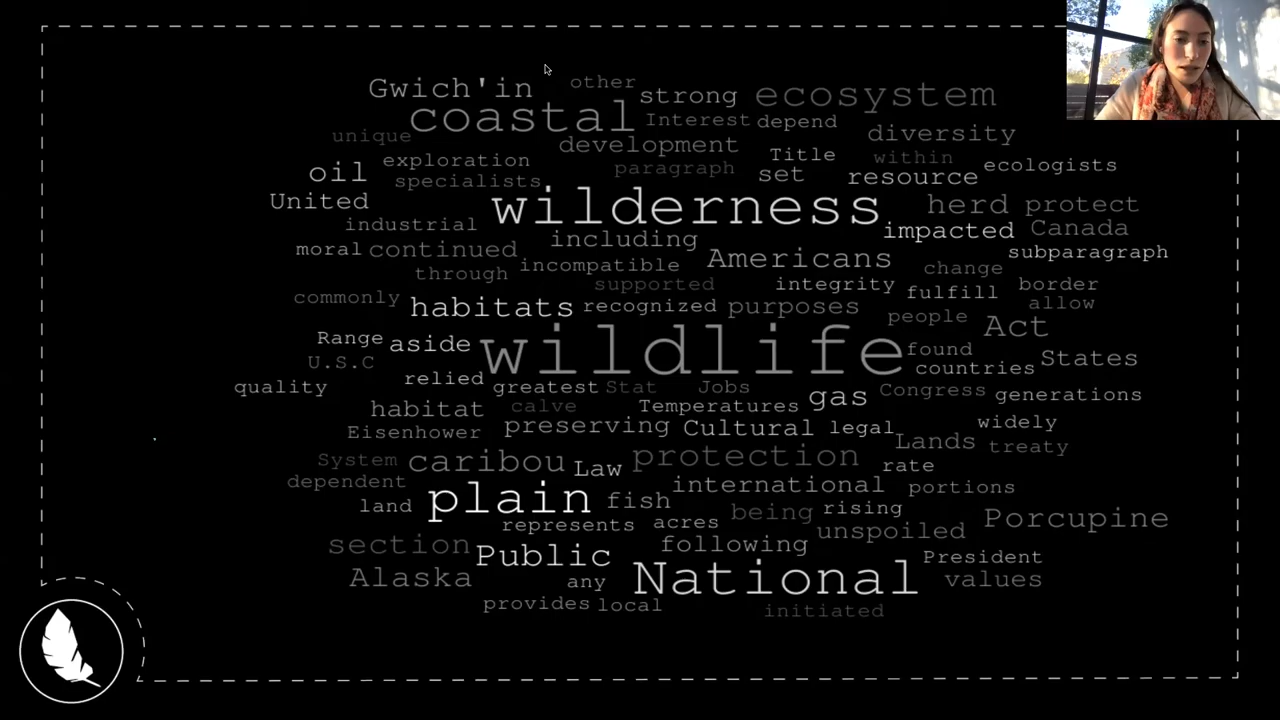 Gwich'in other strong ecosystem
coastal Interest depend
unique development diversity
exploration paragraph Title within ecologists
oil specialists set resource
United wilderness herd protect
industrial including impacted Canada
moral continued incompatible Americans subparagraph
through supported integrity change border
commonly habitats recognized purposes fulfill allow
Range aside wildlife people Act
U.S.C found States
quality relied greatest Stat Jobs gas countries
habitat calve Temperatures Congress generations
Eisenhower preserving Cultural legal widely
System caribou Law protection Lands treaty
dependent rate
land plain fish international portions
represents acres being rising Porcupine
section Public following unspoiled
Alaska any National President values
provides local initiated